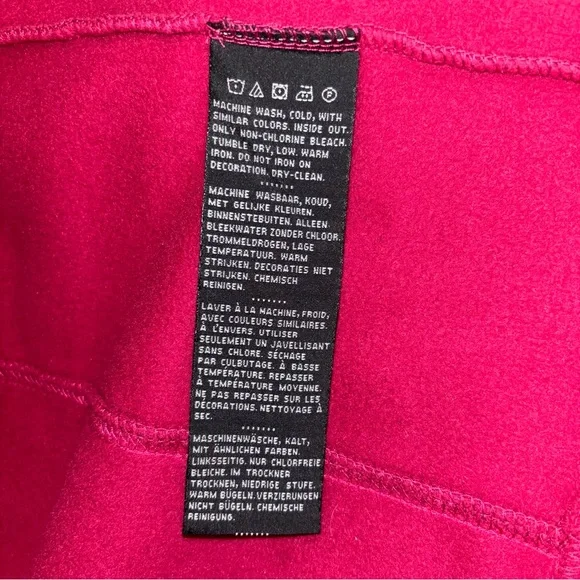 MACHINE WASH, COLD, WITH
SIMILAR COLORS. INSIDE OUT.
ONLY NON-CHLORINE BLEACH.
TUMBLE DRY, LOW. WARM
IRON. DO NOT IRON ON
DECORATION. DRY-CLEAN.
MACHINE WASBAAR, KOUD,
MET GELIJKE KLEUREN.
BINNENSTEBUITEN. ALLEEN
BLEEKWATER ZONDER CHLOOR.
TROMMELDROGEN, LAGE
TEMPERATUUR. WARM
STRIJKEN. DECORATIES NIET
STRIJKEN. CHEMISCH
REINIGEN.
LAVER À LA MACHINE, FROID,
AVEC COULEURS SIMILAIRES.
À L'ENVERS. UTILISER
SEULEMENT UN JAVELLISANT
SANS CHLORE. SÉCHAGE
PAR CULBUTAGE. À BASSE
TEMPÉRATURE. REPASSER
À TEMPÉRATURE MOYENNE.
NE PAS REPASSER SUR LES
DÉCORATIONS. NETTOYAGE À
SEC.
MASCHINENWÄSCHE, KALT,
MIT ÄHNLICHEN FARBEN.
LINKSSEITIG. NUR CHLORFREIE
BLEICHE. IM TROCKNER
TROCKNEN, NIEDRIGE STUFE.
WARM BÜGELN. VERZIERUNGEN
NICHT BÜGELN. CHEMISCHE
REINIGUNG.